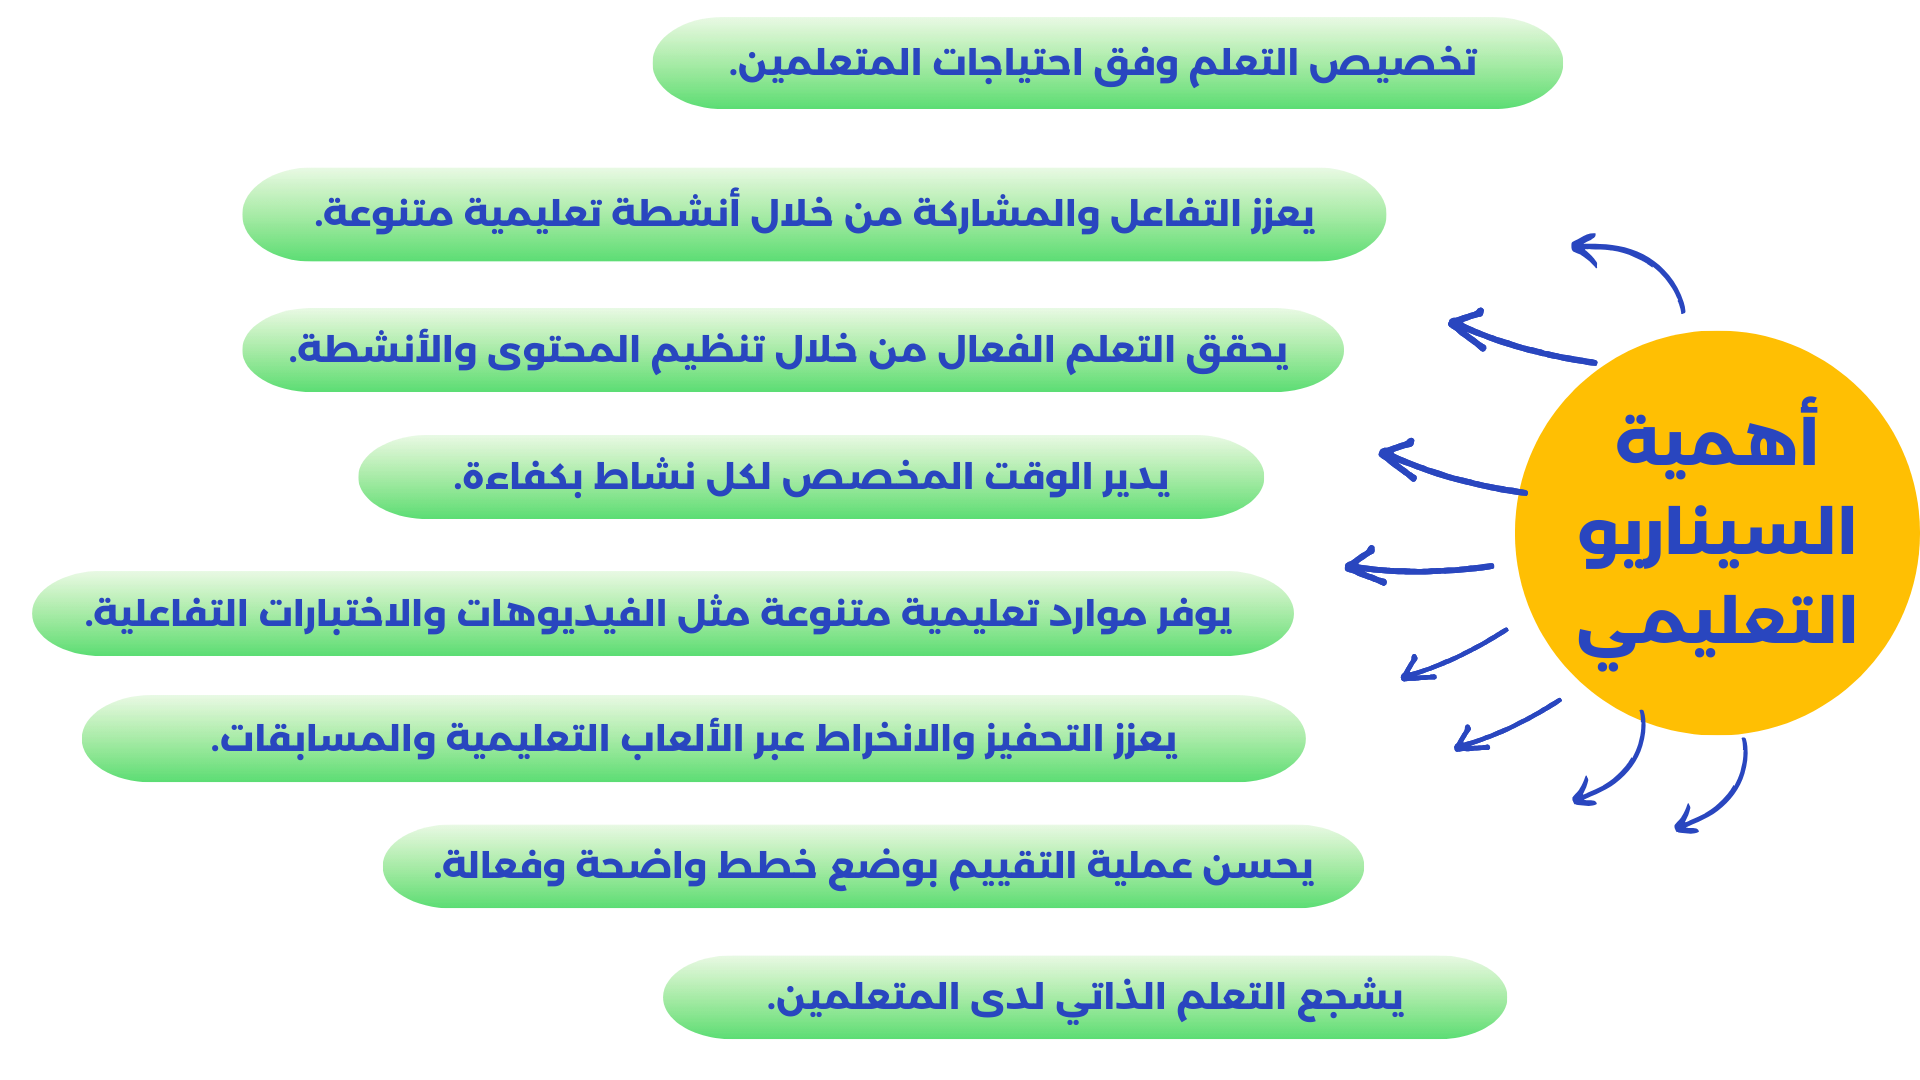 أهمية
السيناريو
التعليمي
تخصيص التعلم وفق احتياجات المتعلمين.
يعزز التفاعل والمشاركة من خلال أنشطة تعليمية متنوعة.
يحقق التعلم الفعال من خلال تنظيم المحتوى والأنشطة.
يدير الوقت المخصص لكل نشاط بكفاءة.
يوفر موارد تعليمية متنوعة مثل الفيديوهات والاختبارات التفاعلية.
يعزز التحفيز والانخراط عبر الألعاب التعليمية والمسابقات.
يحسن عملية التقييم بوضع خطط واضحة وفعالة.
يشجع التعلم الذاتي لدى المتعلمين.